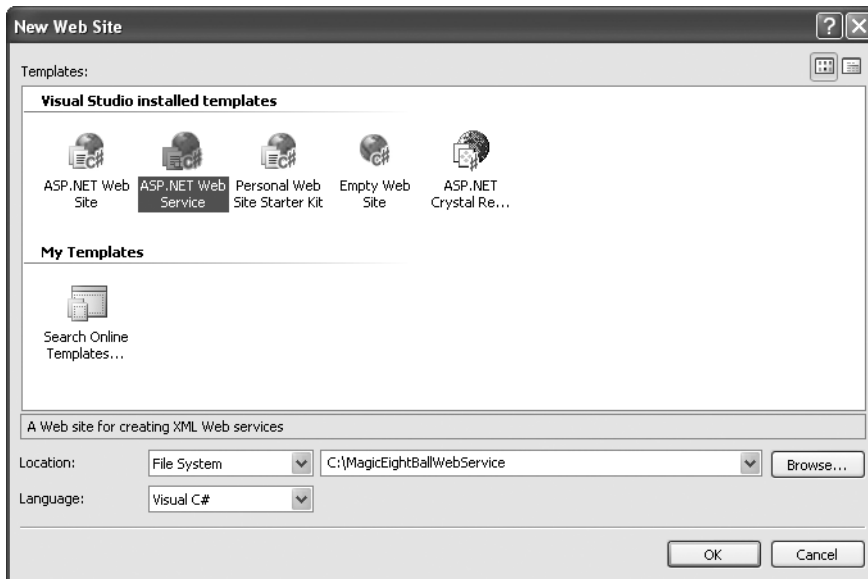 New Web Site
Templates:
Visual Studio installed templates
ASP.NET Web Site
ASP.NET Web Service
Personal Web Site Starter Kit
Empty Web Site
ASP.NET Crystal Re...
My Templates
Search Online Templates...
A Web site for creating XML Web services
Location: File System C:\MagicEightBallWebService Browse...
Language: Visual C#
OK Cancel